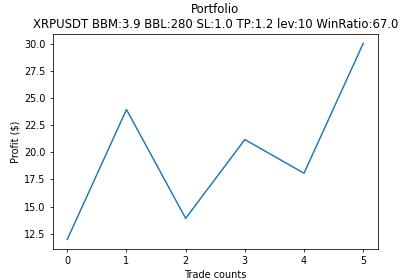 Portfolio
XRPUSDT BBM:3.9 BBL:280 SL:1.0 TP:1.2 lev:10 WinRatio:67.0
30.0
27.5
25.0
22.5
20.0
17.5
15.0
12.5
Profit ($)
0 1 2 3 4 5
Trade counts